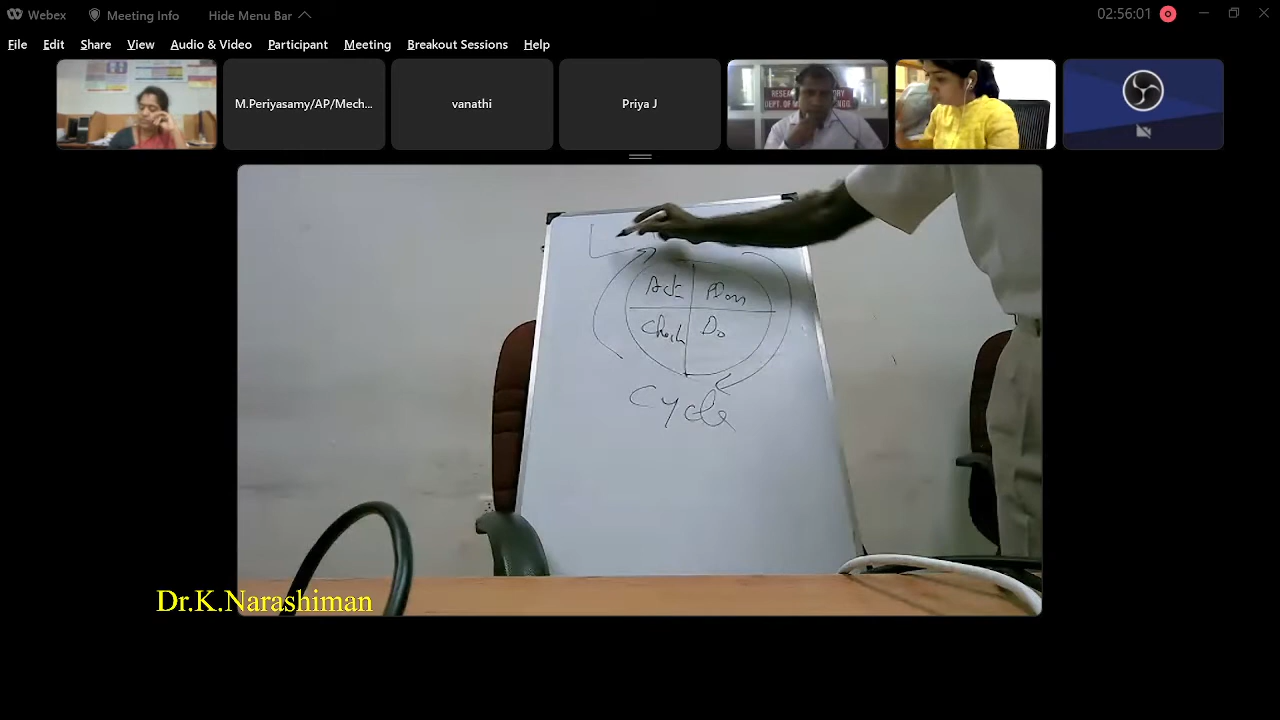 Webex Meeting Info Hide Menu Bar 02:56:01
File Edit Share View Audio & Video Participant Meeting Breakout Sessions Help
M.Periyasamy/AP/Mech...
vanathi
Priya J
Act Plan
Check Do
Cycle
Dr.K.Narashiman